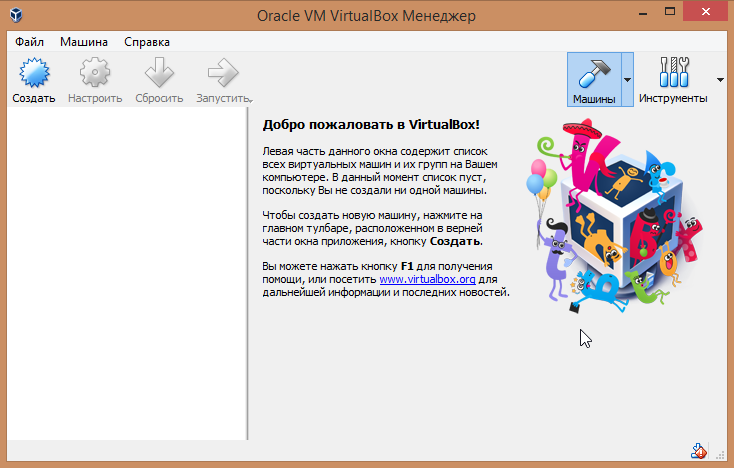 Oracle VM VirtualBox Менеджер
Файл Машина Справка
Создать Настроить Сбросить Запустить Машины Инструменты
Добро пожаловать в VirtualBox!
Левая часть данного окна содержит список
всех виртуальных машин и их групп на Вашем
компьютере. В данный момент список пуст,
поскольку Вы не создали ни одной машины.
Чтобы создать новую машину, нажмите на
главном тулбаре, расположенном в верней
части окна приложения, кнопку Создать.
Вы можете нажать кнопку F1 для получения
помощи, или посетить www.virtualbox.org для
дальнейшей информации и последних новостей.